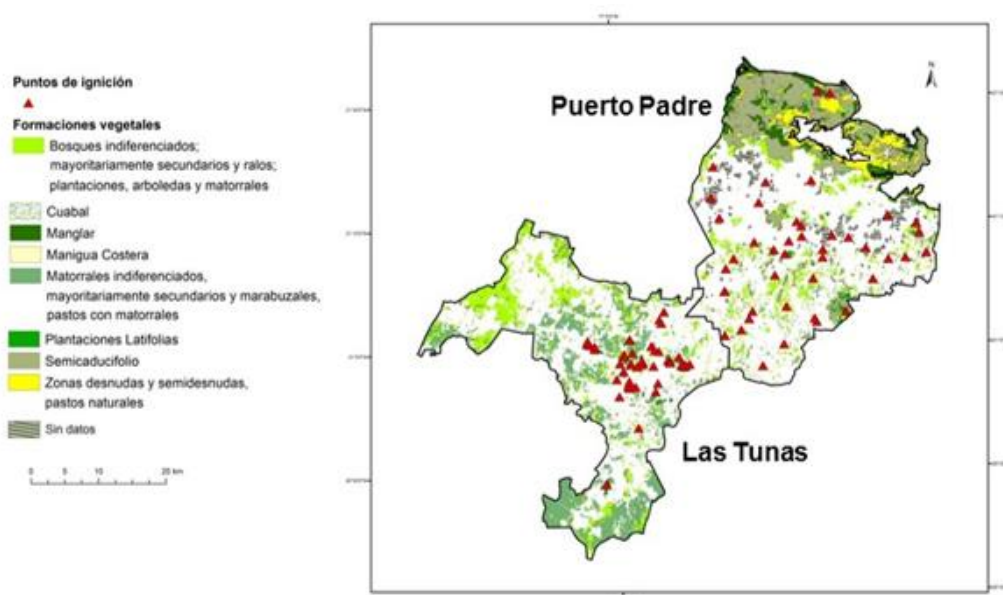 Puntos de ignición
Formaciones vegetales
Bosques indiferenciados;
mayoritariamente secundarios y ralos;
plantaciones, arboledas y matorrales
Cuabal
Manglar
Manigua Costera
Matorrales indiferenciados,
mayoritariamente secundarios y marabuzales,
pastos con matorrales
Plantaciones Latifolias
Semicaducifolio
Zonas desnudas y semidesnudas,
pastos naturales
Sin datos
0 5 10 20 km
N
Puerto Padre
Las Tunas